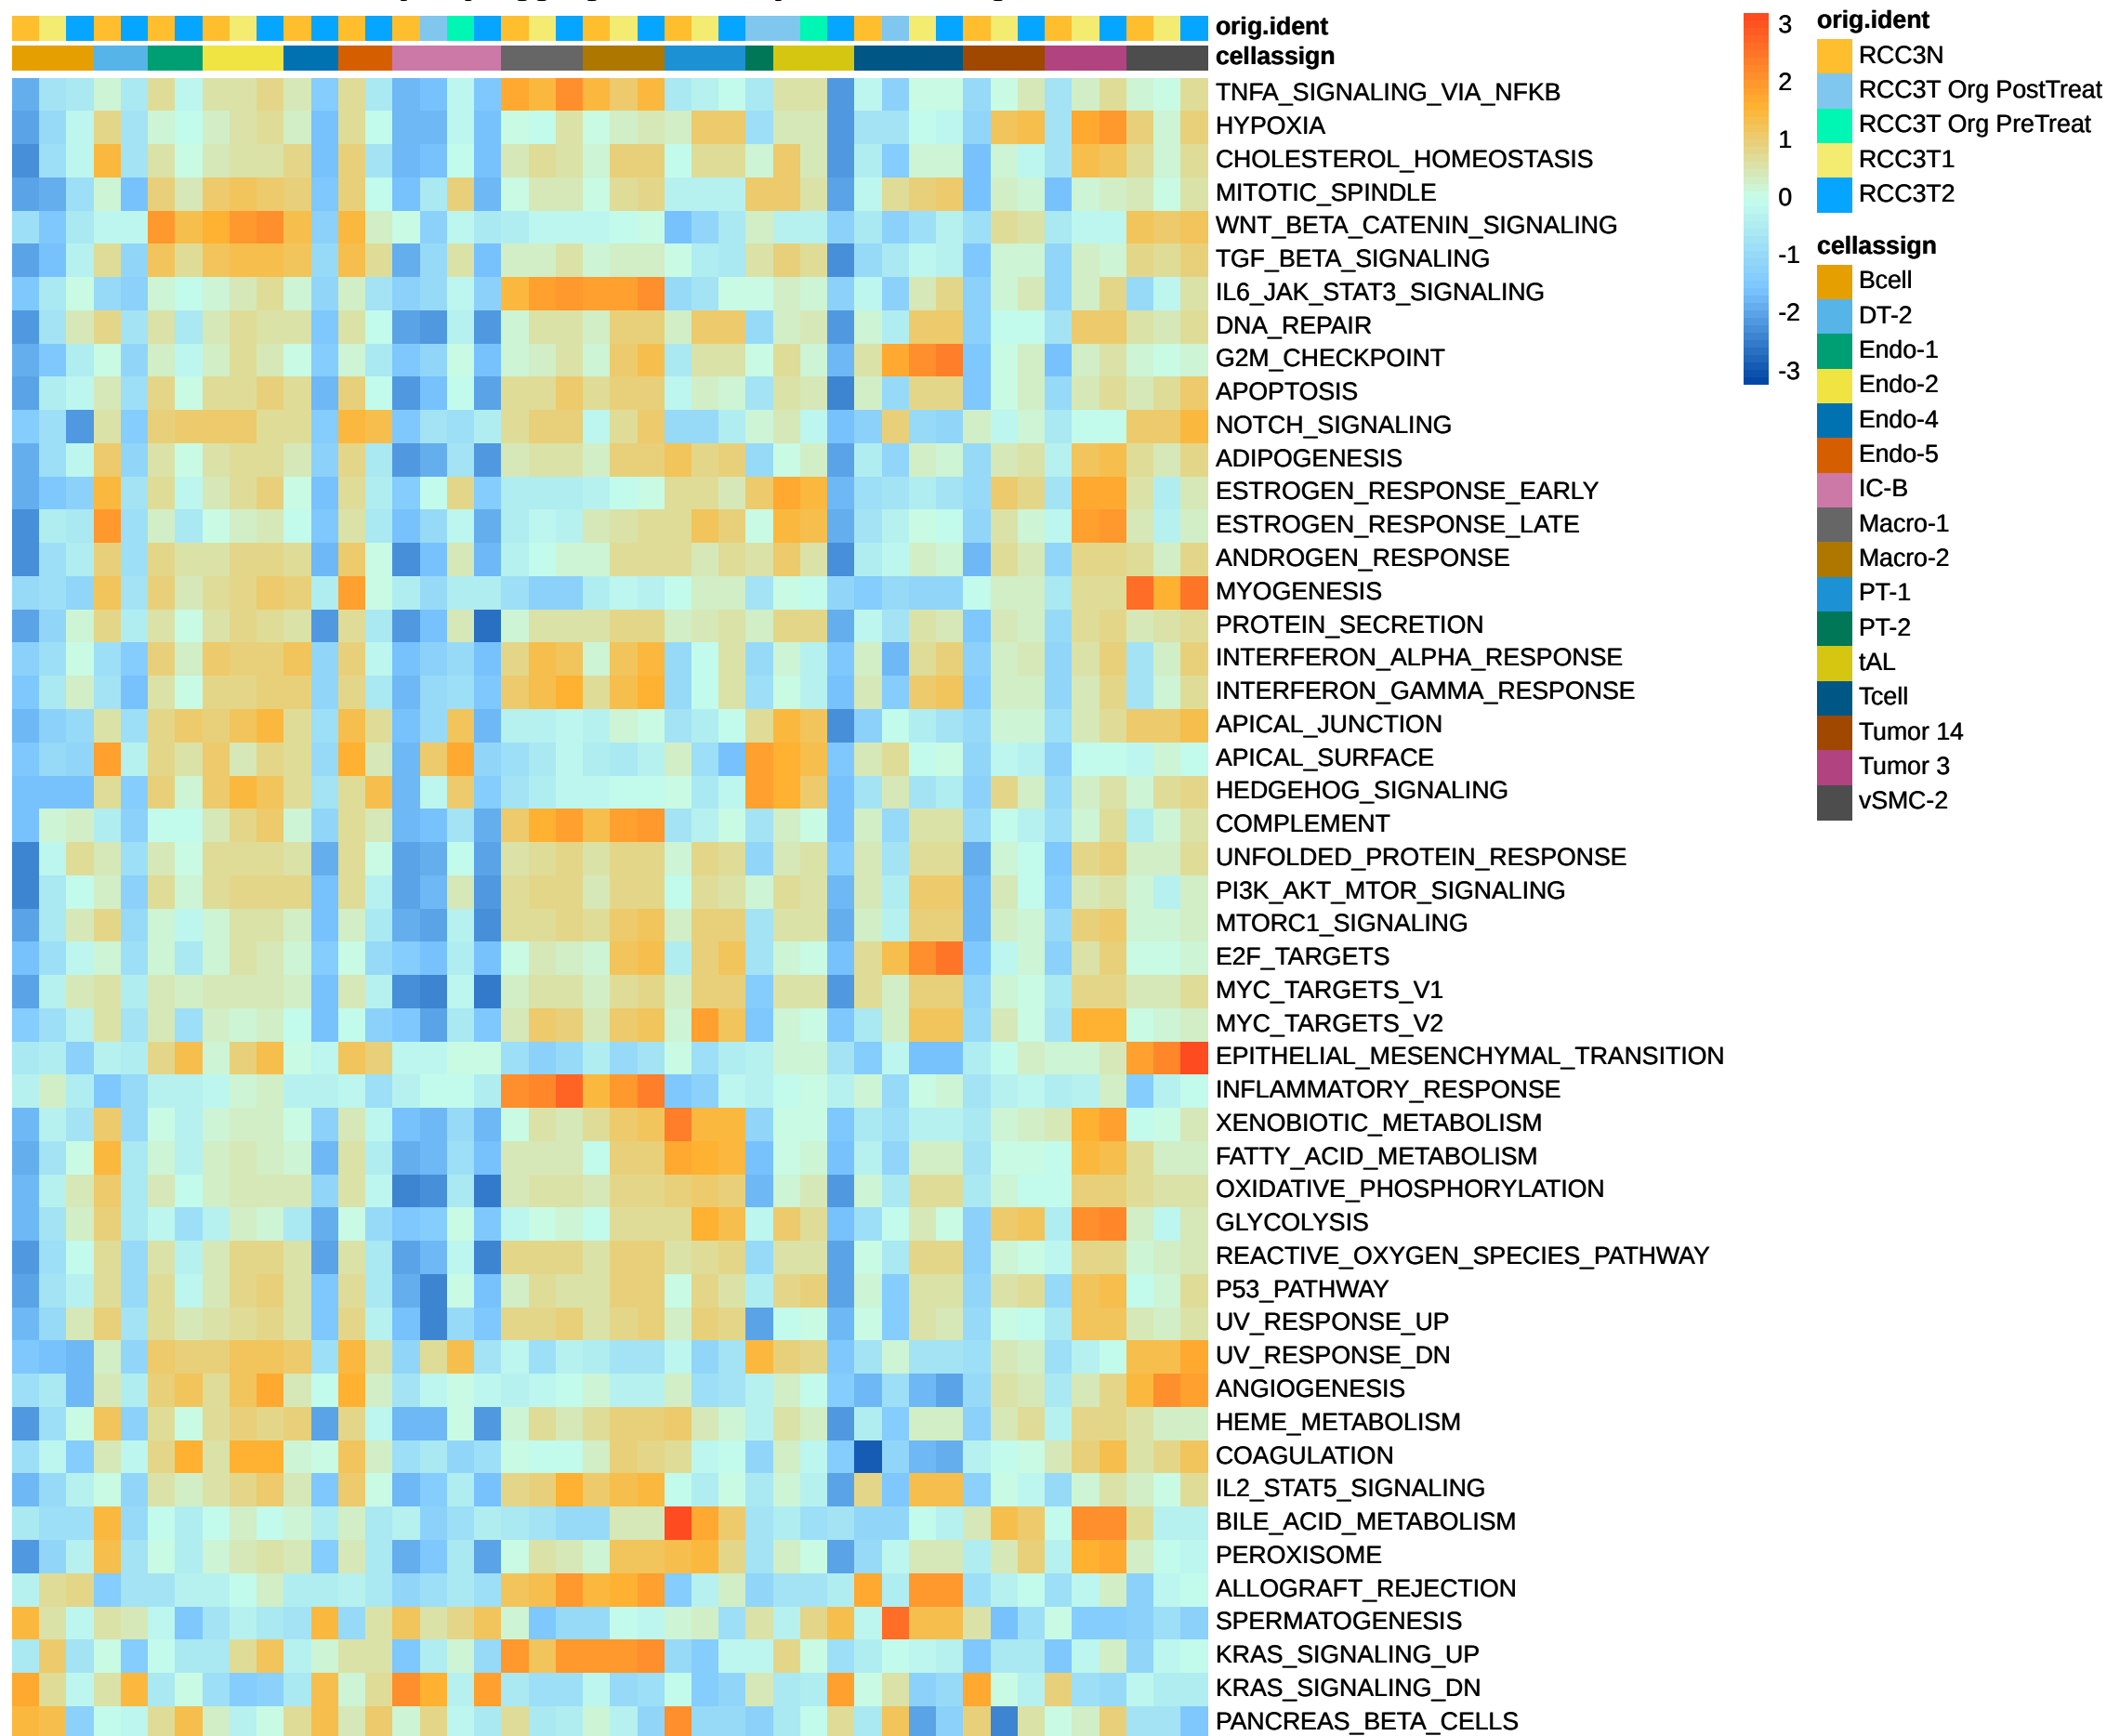 orig.ident
cellassign
TNFA_SIGNALING_VIA_NFKB
HYPOXIA
CHOLESTEROL_HOMEOSTASIS
MITOTIC_SPINDLE
WNT_BETA_CATENIN_SIGNALING
TGF_BETA_SIGNALING
IL6_JAK_STAT3_SIGNALING
DNA_REPAIR
G2M_CHECKPOINT
APOPTOSIS
NOTCH_SIGNALING
ADIPOGENESIS
ESTROGEN_RESPONSE_EARLY
ESTROGEN_RESPONSE_LATE
ANDROGEN_RESPONSE
MYOGENESIS
PROTEIN_SECRETION
INTERFERON_ALPHA_RESPONSE
INTERFERON_GAMMA_RESPONSE
APICAL_JUNCTION
APICAL_SURFACE
HEDGEHOG_SIGNALING
COMPLEMENT
UNFOLDED_PROTEIN_RESPONSE
PI3K_AKT_MTOR_SIGNALING
MTORC1_SIGNALING
E2F_TARGETS
MYC_TARGETS_V1
MYC_TARGETS_V2
EPITHELIAL_MESENCHYMAL_TRANSITION
INFLAMMATORY_RESPONSE
XENOBIOTIC_METABOLISM
FATTY_ACID_METABOLISM
OXIDATIVE_PHOSPHORYLATION
GLYCOLYSIS
REACTIVE_OXYGEN_SPECIES_PATHWAY
P53_PATHWAY
UV_RESPONSE_UP
UV_RESPONSE_DN
ANGIOGENESIS
HEME_METABOLISM
COAGULATION
IL2_STAT5_SIGNALING
BILE_ACID_METABOLISM
PEROXISOME
ALLOGRAFT_REJECTION
SPERMATOGENESIS
KRAS_SIGNALING_UP
KRAS_SIGNALING_DN
PANCREAS_BETA_CELLS
3
2
1
0
-1
-2
-3
orig.ident
RCC3N
RCC3T Org PostTreat
RCC3T Org PreTreat
RCC3T1
RCC3T2
cellassign
Bcell
DT-2
Endo-1
Endo-2
Endo-4
Endo-5
IC-B
Macro-1
Macro-2
PT-1
PT-2
tAL
Tcell
Tumor 14
Tumor 3
vSMC-2